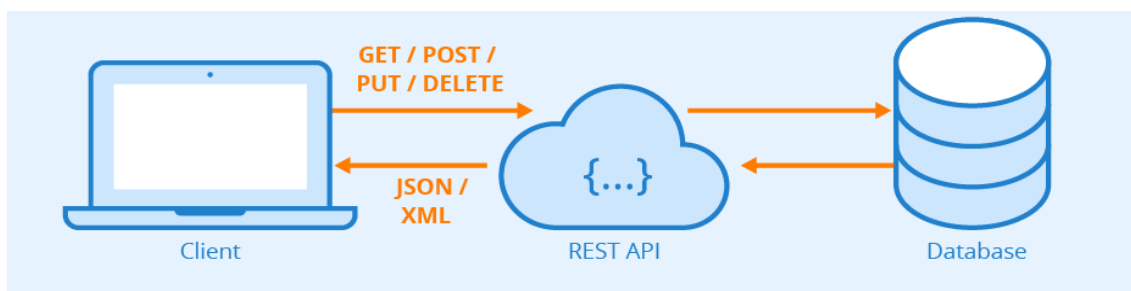 GET / POST /
PUT / DELETE
{...}
JSON /
XML
Client
REST API
Database